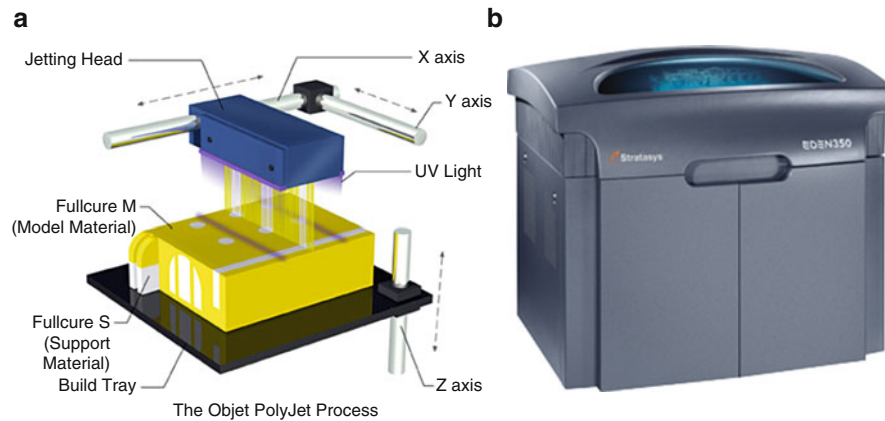 a
Jetting Head
X axis
Y axis
UV Light
Fullcure M
(Model Material)
Fullcure S
(Support
Material)
Build Tray
Z axis
The Objet PolyJet Process
b
Stratasys
EDEN350